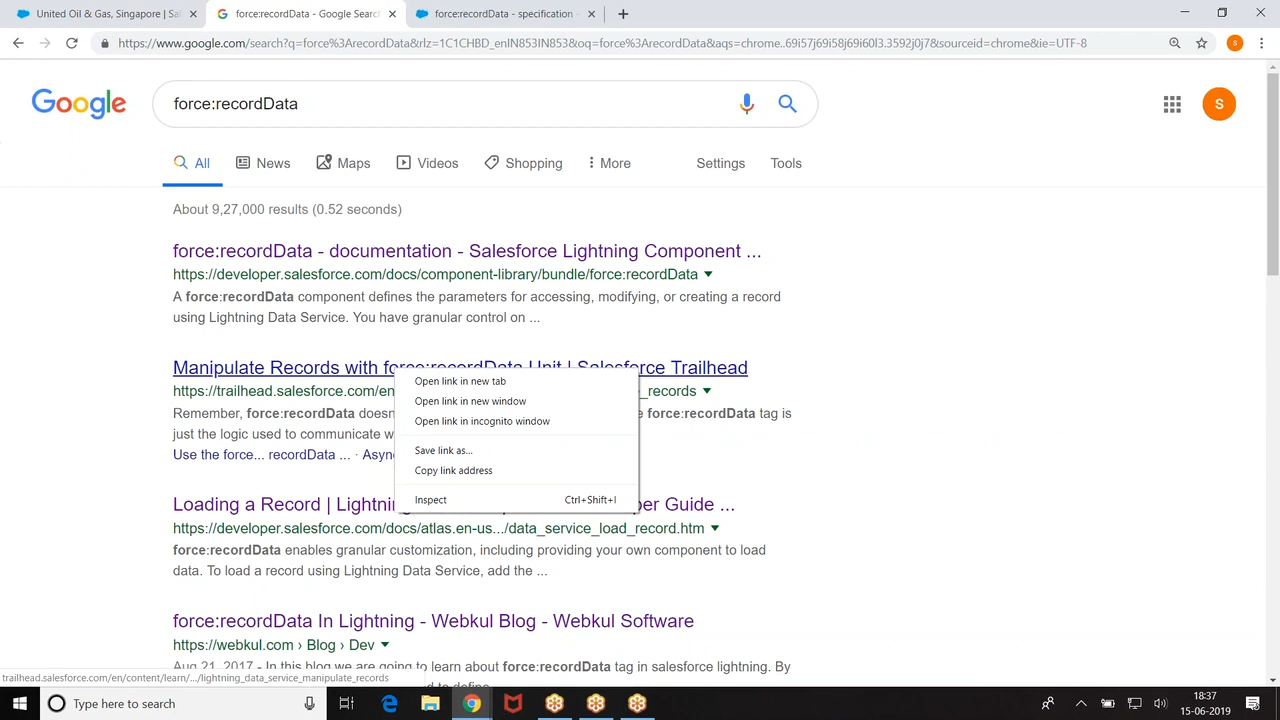 United Oil & Gas, Singapore | Sal
force:recordData - Google Search
force:recordData - specification -
https://www.google.com/search?q=force%3ArecordData&rlz=1C1CHBD_enIN853IN853&oq=force%3ArecordData&aqs=chrome..69i57j69i58j69i60l3.3592j0j7&sourceid=chrome&ie=UTF-8
S
Google
force:recordData
S
All
News
Maps
Videos
Shopping
More
Settings
Tools
About 9,27,000 results (0.52 seconds)
force:recordData - documentation - Salesforce Lightning Component ...
https://developer.salesforce.com/docs/component-library/bundle/force:recordData
A force:recordData component defines the parameters for accessing, modifying, or creating a record
using Lightning Data Service. You have granular control on ...
Manipulate Records with force:recordData Unit | Salesforce Trailhead
https://trailhead.salesforce.com/en _records
Remember, force:recordData doesn force:recordData tag is
just the logic used to communicate w
Use the force... recordData ... · Asyn
Open link in new tab
Open link in new window
Open link in incognito window
Save link as...
Copy link address
Inspect Ctrl+Shift+I
Loading a Record | Lightnin per Guide ...
https://developer.salesforce.com/docs/atlas.en-us.../data_service_load_record.htm
force:recordData enables granular customization, including providing your own component to load
data. To load a record using Lightning Data Service, add the ...
force:recordData In Lightning - Webkul Blog - Webkul Software
https://webkul.com › Blog › Dev
Aug 21, 2017 - In this blog we are going to learn about force:recordData tag in salesforce lightning. By
trailhead.salesforce.com/en/content/learn/.../lightning_data_service_manipulate_records
Type here to search
18:37
15-06-2019